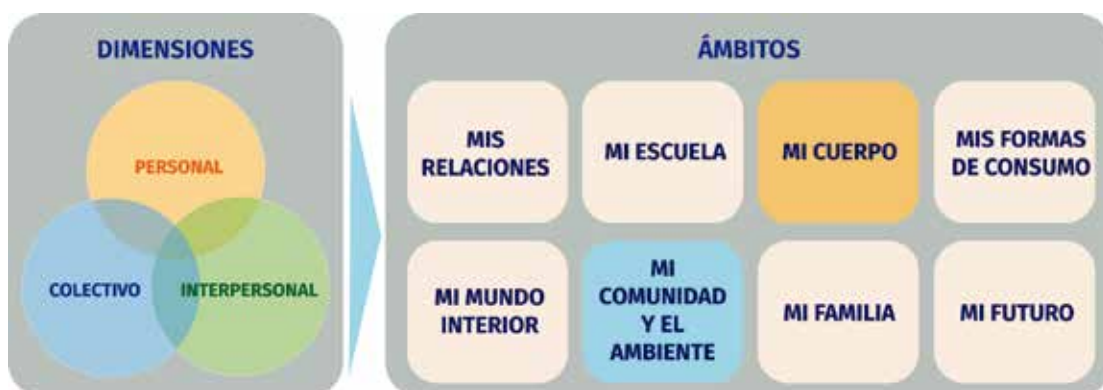 DIMENSIONES
PERSONAL
COLECTIVO
INTERPERSONAL
ÁMBITOS
MIS
RELACIONES
MI ESCUELA
MI CUERPO
MIS FORMAS
DE CONSUMO
MI MUNDO
INTERIOR
MI
COMUNIDAD
Y EL
AMBIENTE
MI FAMILIA
MI FUTURO